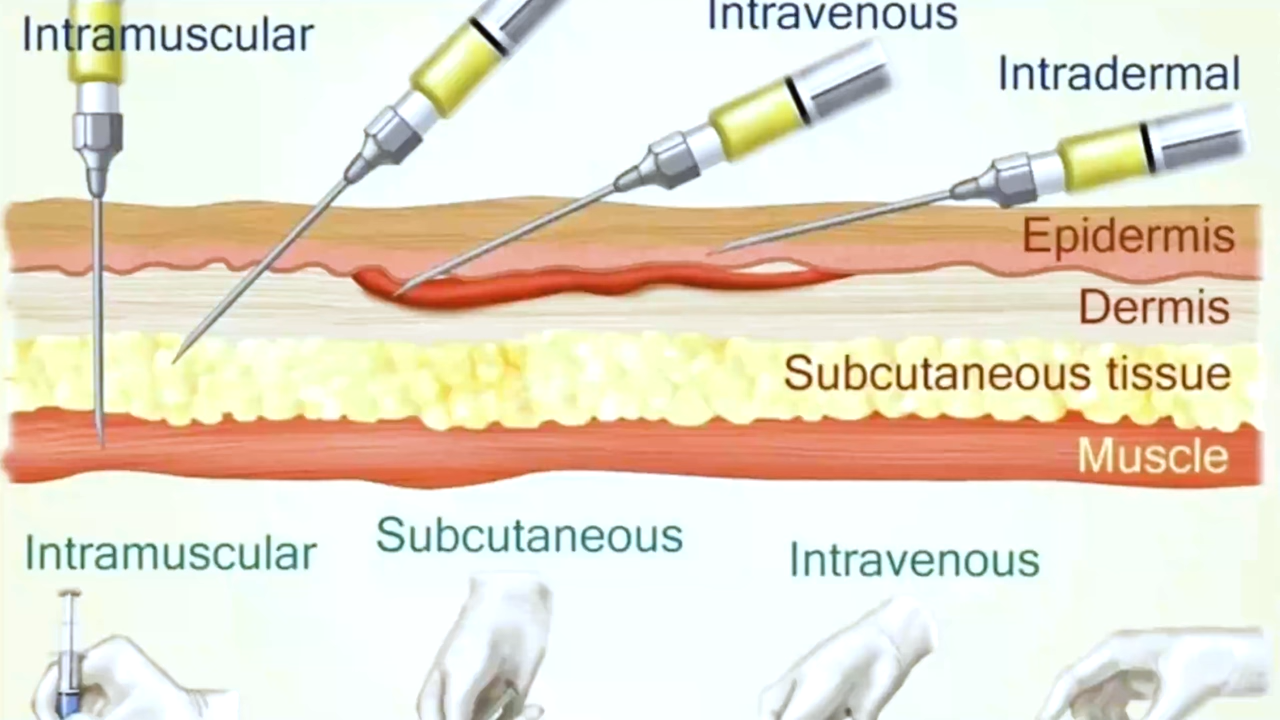 Intramuscular
Intravenous
Intradermal
Epidermis
Dermis
Subcutaneous tissue
Muscle
Intramuscular
Subcutaneous
Intravenous